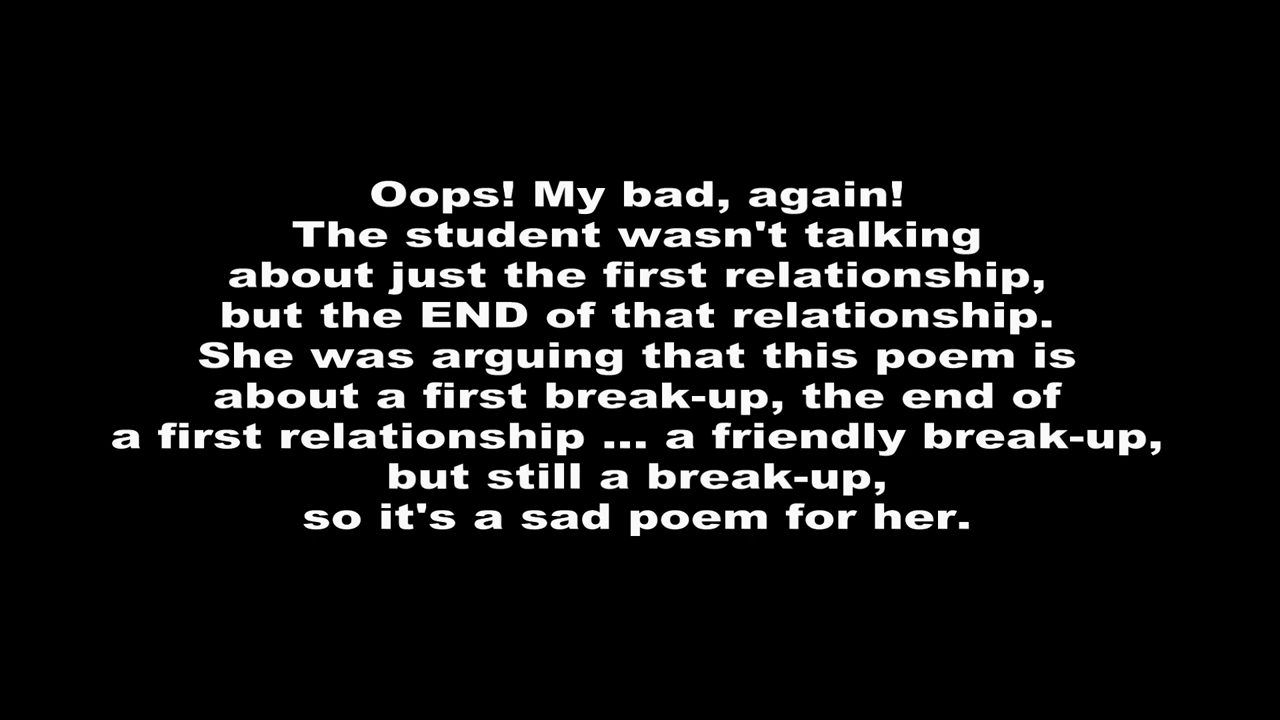 Oops! My bad, again!
The student wasn't talking
about just the first relationship,
but the END of that relationship.
She was arguing that this poem is
about a first break-up, the end of
a first relationship ... a friendly break-up,
but still a break-up,
so it's a sad poem for her.